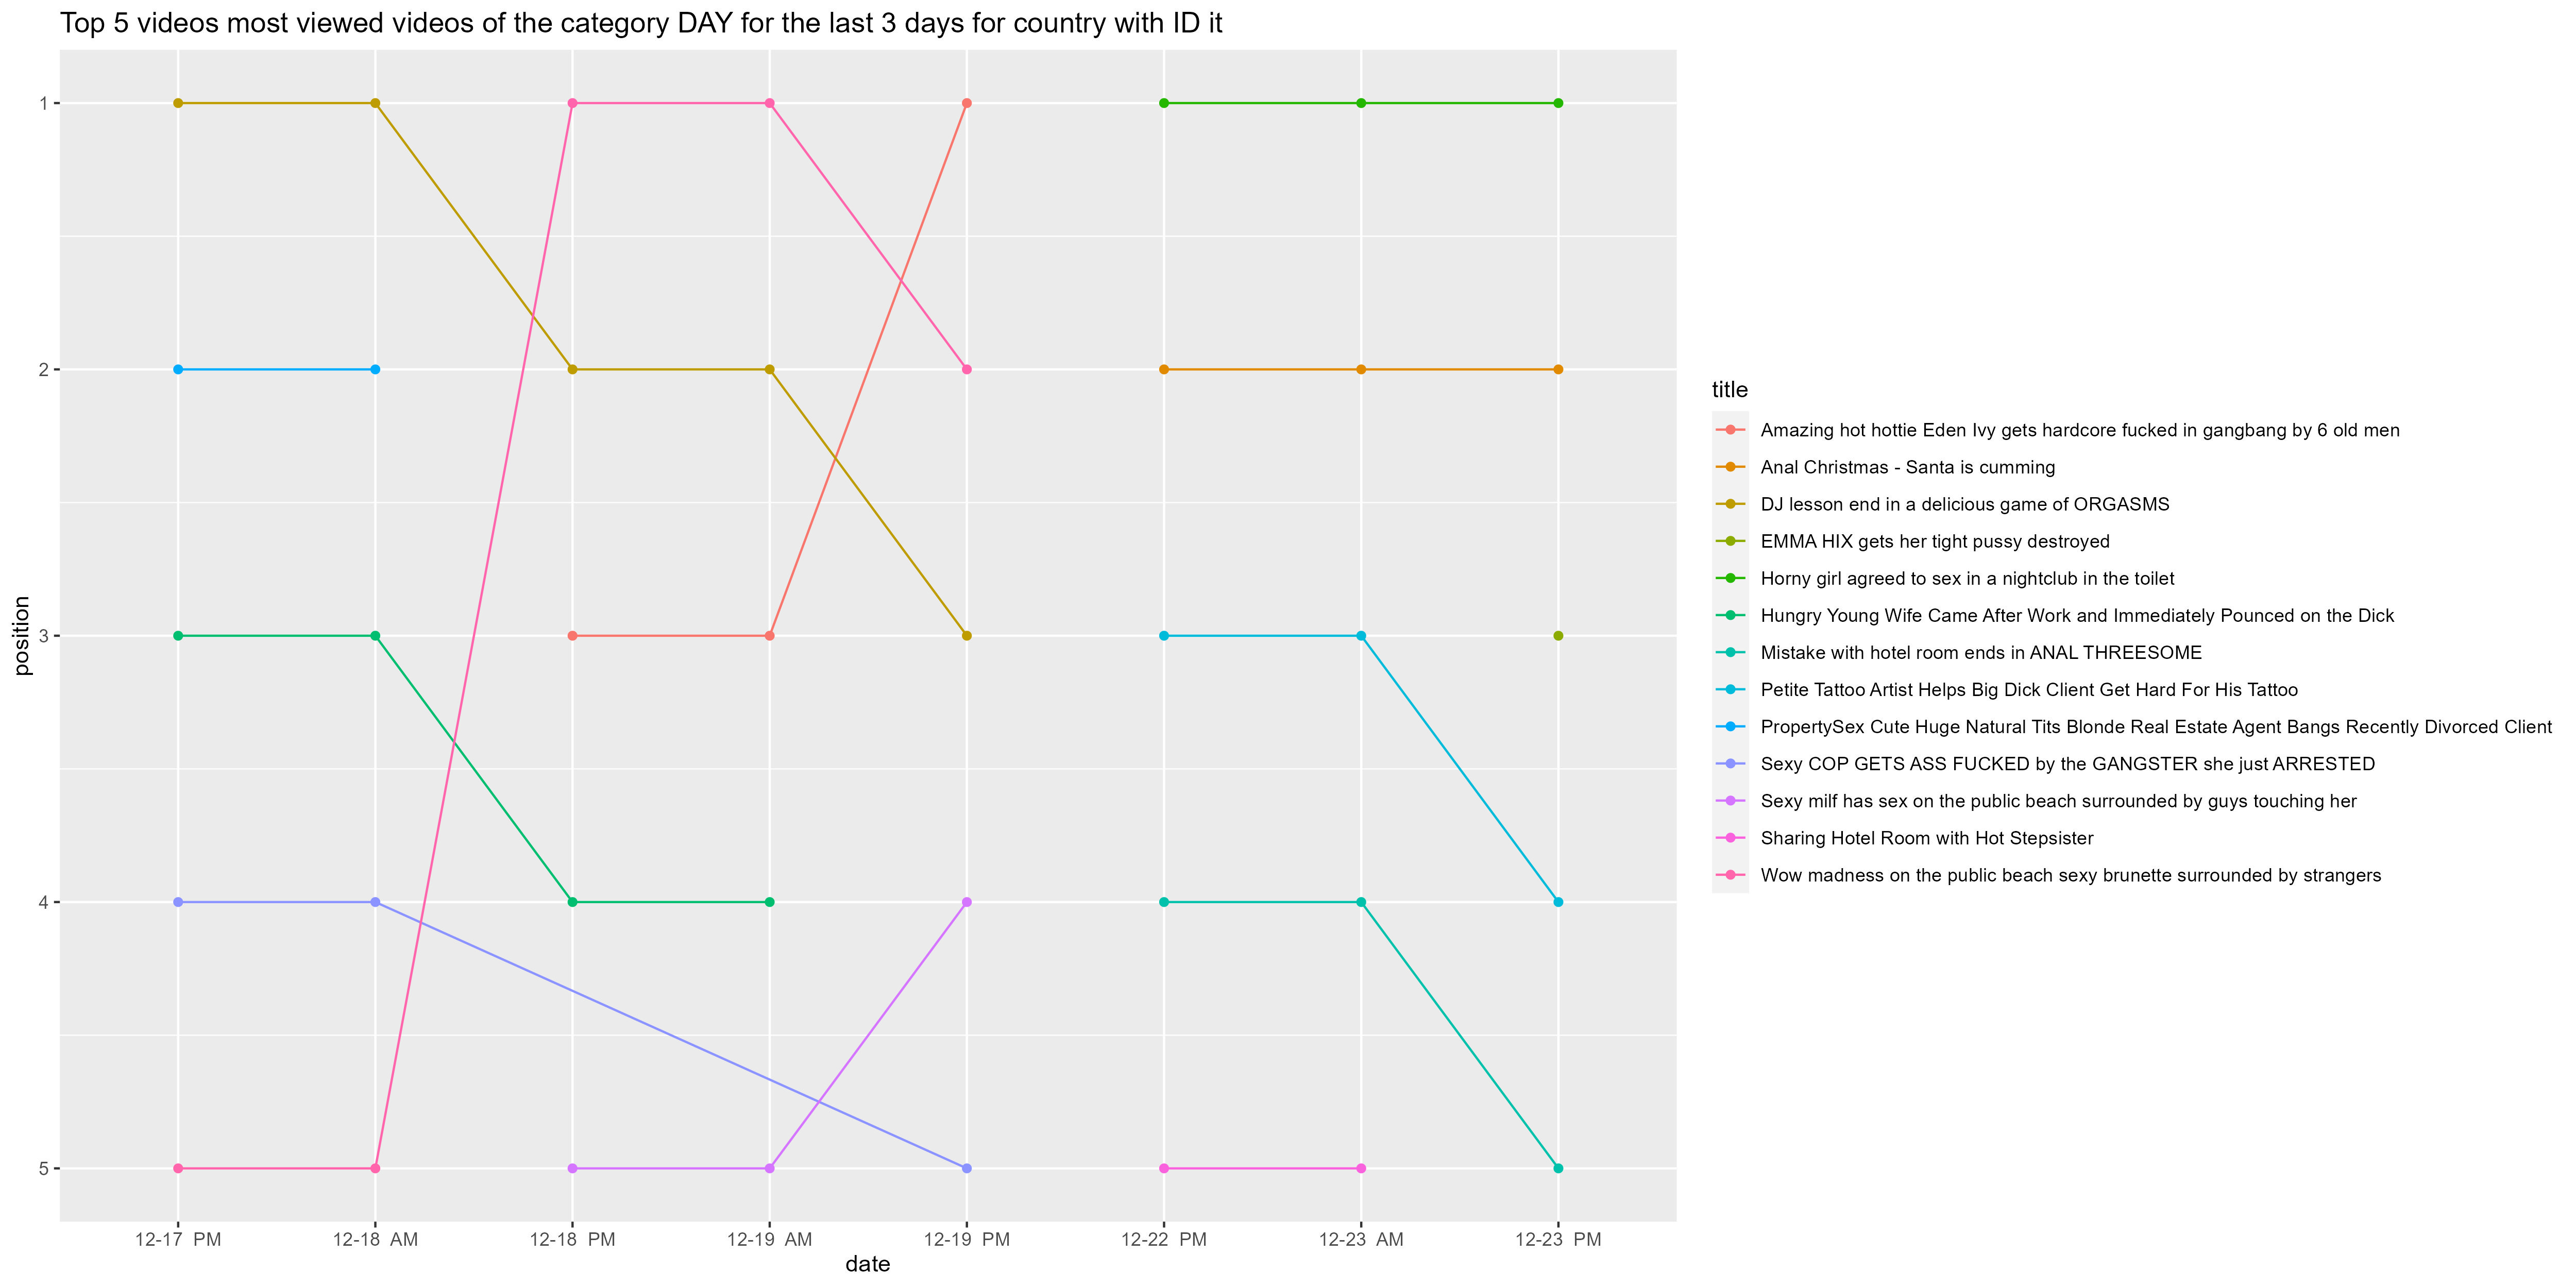 Top 5 videos most viewed videos of the category DAY for the last 3 days for country with ID it
position
1
2
3
4
5
12-17 PM
12-18 AM
12-18 PM
12-19 AM
12-19 PM
12-22 PM
12-23 AM
12-23 PM
date
title
Amazing hot hottie Eden Ivy gets hardcore fucked in gangbang by 6 old men
Anal Christmas - Santa is cumming
DJ lesson end in a delicious game of ORGASMS
EMMA HIX gets her tight pussy destroyed
Horny girl agreed to sex in a nightclub in the toilet
Hungry Young Wife Came After Work and Immediately Pounced on the Dick
Mistake with hotel room ends in ANAL THREESOME
Petite Tattoo Artist Helps Big Dick Client Get Hard For His Tattoo
PropertySex Cute Huge Natural Tits Blonde Real Estate Agent Bangs Recently Divorced Client
Sexy COP GETS ASS FUCKED by the GANGSTER she just ARRESTED
Sexy milf has sex on the public beach surrounded by guys touching her
Sharing Hotel Room with Hot Stepsister
Wow madness on the public beach sexy brunette surrounded by strangers